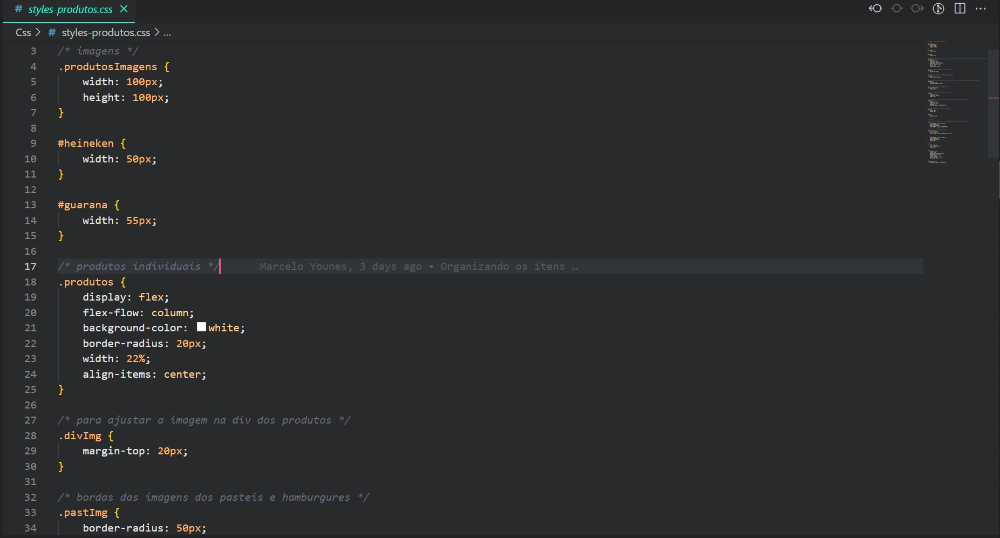 # styles-produtos.css
Css > # styles-produtos.css > ...
3 /* imagens */
4 .produtosImagens {
5 width: 100px;
6 height: 100px;
7 }
8
9 #heineken {
10 width: 50px;
11 }
12
13 #guarana {
14 width: 55px;
15 }
16
17 /* produtos individuais */ Marcelo Younes, 3 days ago • Organizando os ítens …
18 .produtos {
19 display: flex;
20 flex-flow: column;
21 background-color: white;
22 border-radius: 20px;
23 width: 22%;
24 align-items: center;
25 }
26
27 /* para ajustar a imagem na div dos produtos */
28 .divImg {
29 margin-top: 20px;
30 }
31
32 /* bordas das imagens dos pasteis e hamburgures */
33 .pastImg {
34 border-radius: 50px;